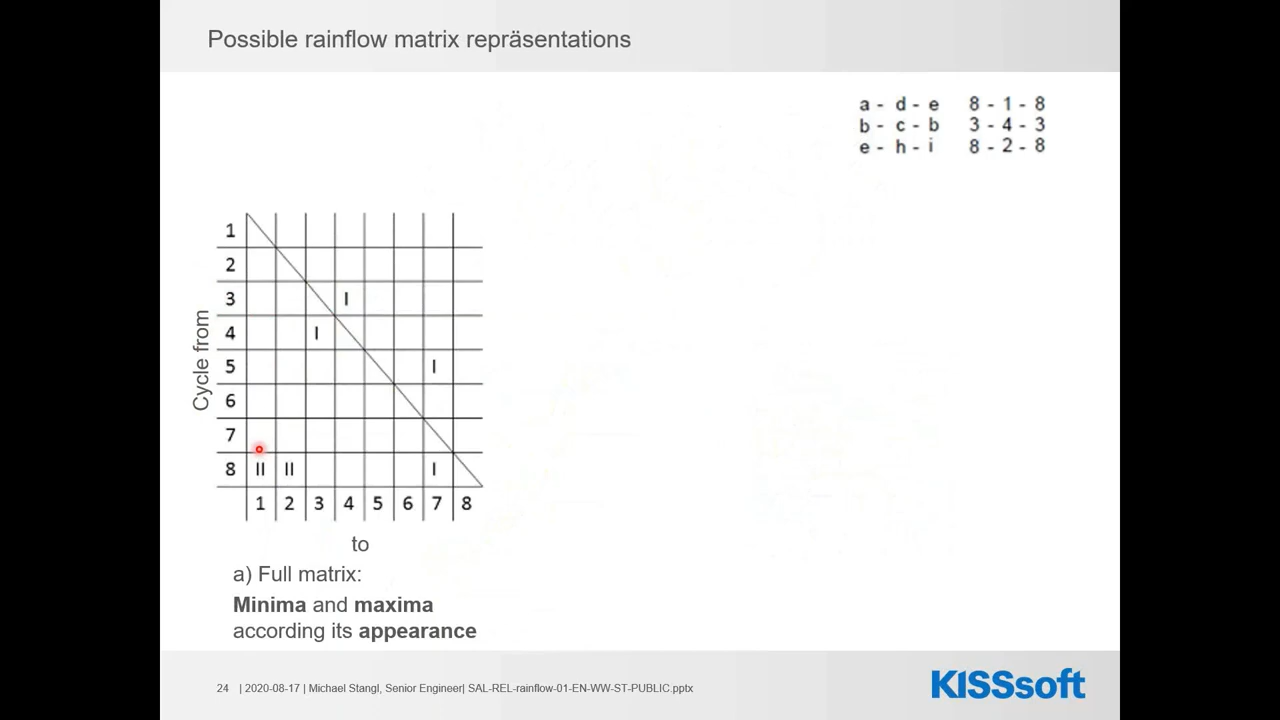 Possible rainflow matrix repräsentations
a - d - e 8 - 1 - 8
b - c - b 3 - 4 - 3
e - h - i 8 - 2 - 8
Cycle from
1
2
3 I
4 I
5 I
6
7
8 II II I
1 2 3 4 5 6 7 8
to
a) Full matrix:
Minima and maxima
according its appearance
24 | 2020-08-17 | Michael Stangl, Senior Engineer| SAL-REL-rainflow-01-EN-WW-ST-PUBLIC.pptx
KISSsoft